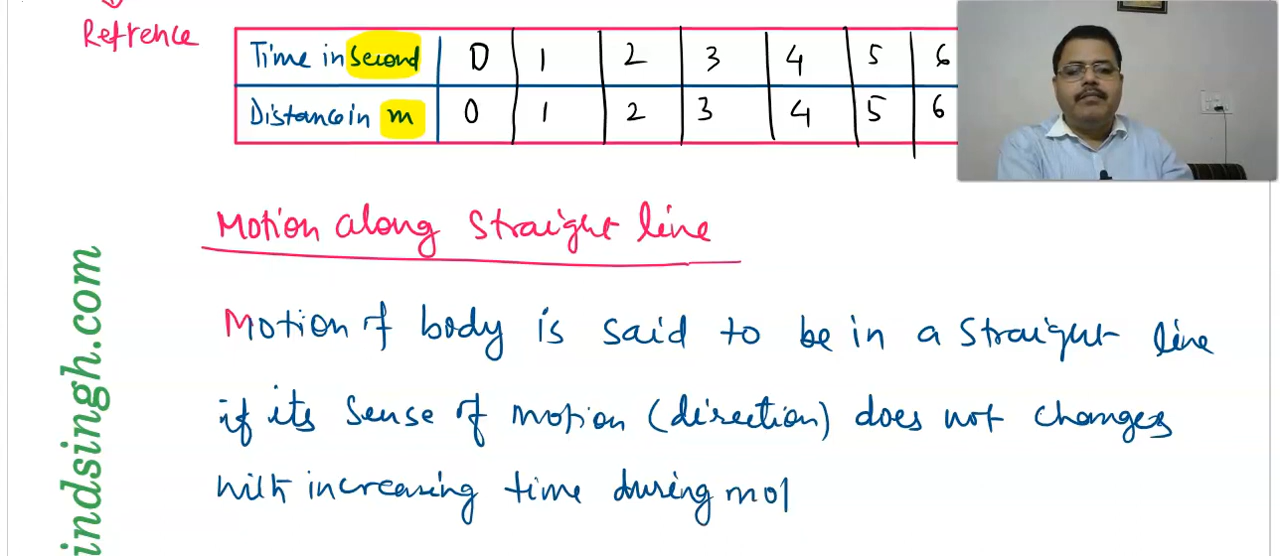 Refrence
Time in Second 0 1 2 3 4 5 6
Distance in m 0 1 2 3 4 5 6
Motion along Straight line
Motion of body is said to be in a straight line
if its sense of motion (direction) does not changes
with increasing time during mot
indsingh.com